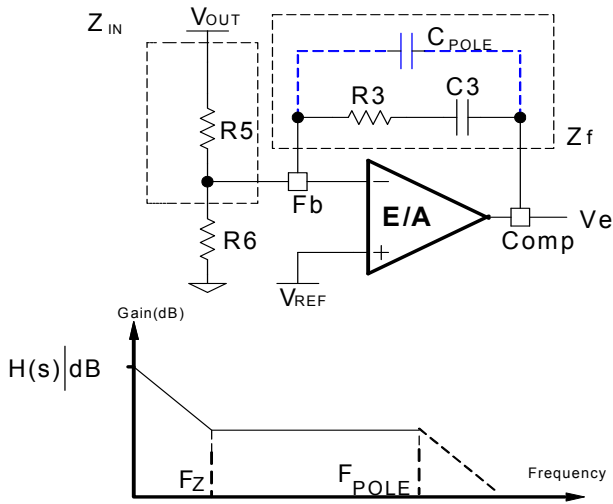 Z IN
VOUT
CPOLE
R3
C3
R5
Zf
Fb
E/A
Ve
R6
Comp
VREF
Gain(dB)
H(s)|dB
FZ
FPOLE
Frequency